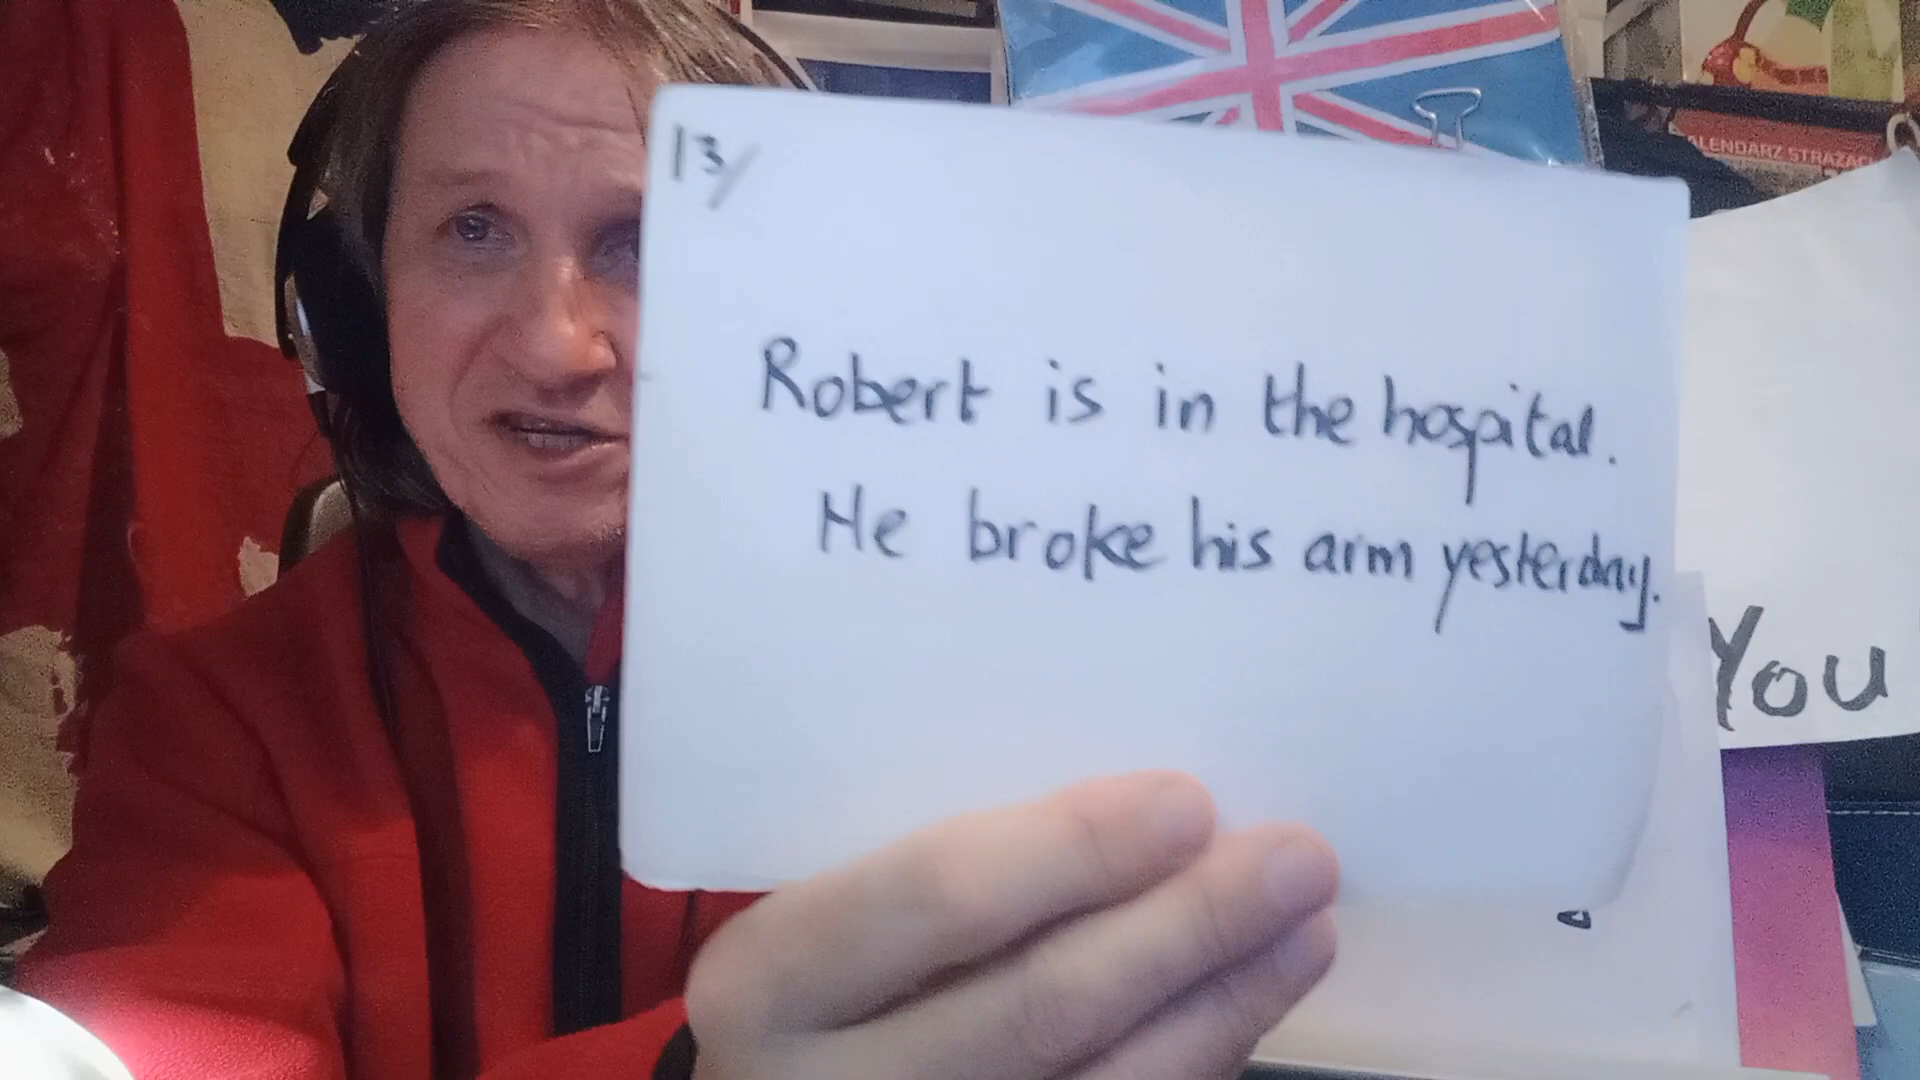 13/
Robert is in the hospital.
He broke his arm yesterday.
ALENDARZ STRAŻAC
You